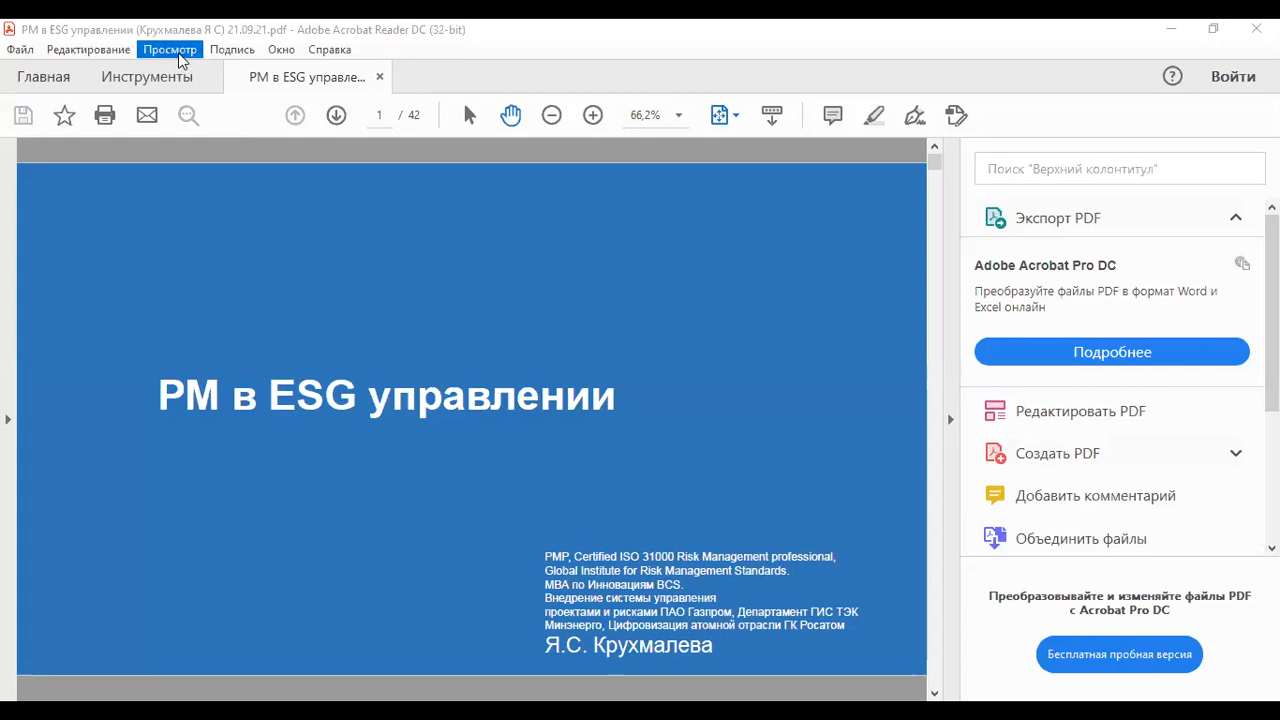 РМ в ESG управлении (Крухмалева Я С) 21.09.21.pdf - Adobe Acrobat Reader DC (32-bit)
Файл Редактирование Просмотр Подпись Окно Справка
Главная Инструменты РМ в ESG управле... × Войти
1 / 42 66,2%
Поиск "Верхний колонтитул"
Экспорт PDF
Adobe Acrobat Pro DC
Преобразуйте файлы PDF в формат Word и
Excel онлайн
Подробнее
РМ в ESG управлении
Редактировать PDF
Создать PDF
Добавить комментарий
Объединить файлы
PMP, Certified ISO 31000 Risk Management professional,
Global Institute for Risk Management Standards.
МВА по Инновациям BCS.
Внедрение системы управления
проектами и рисками ПАО Газпром, Департамент ГИС ТЭК
Минэнерго, Цифровизация атомной отрасли ГК Росатом
Я.С. Крухмалева
Преобразовывайте и изменяйте файлы PDF
с Acrobat Pro DC
Бесплатная пробная версия